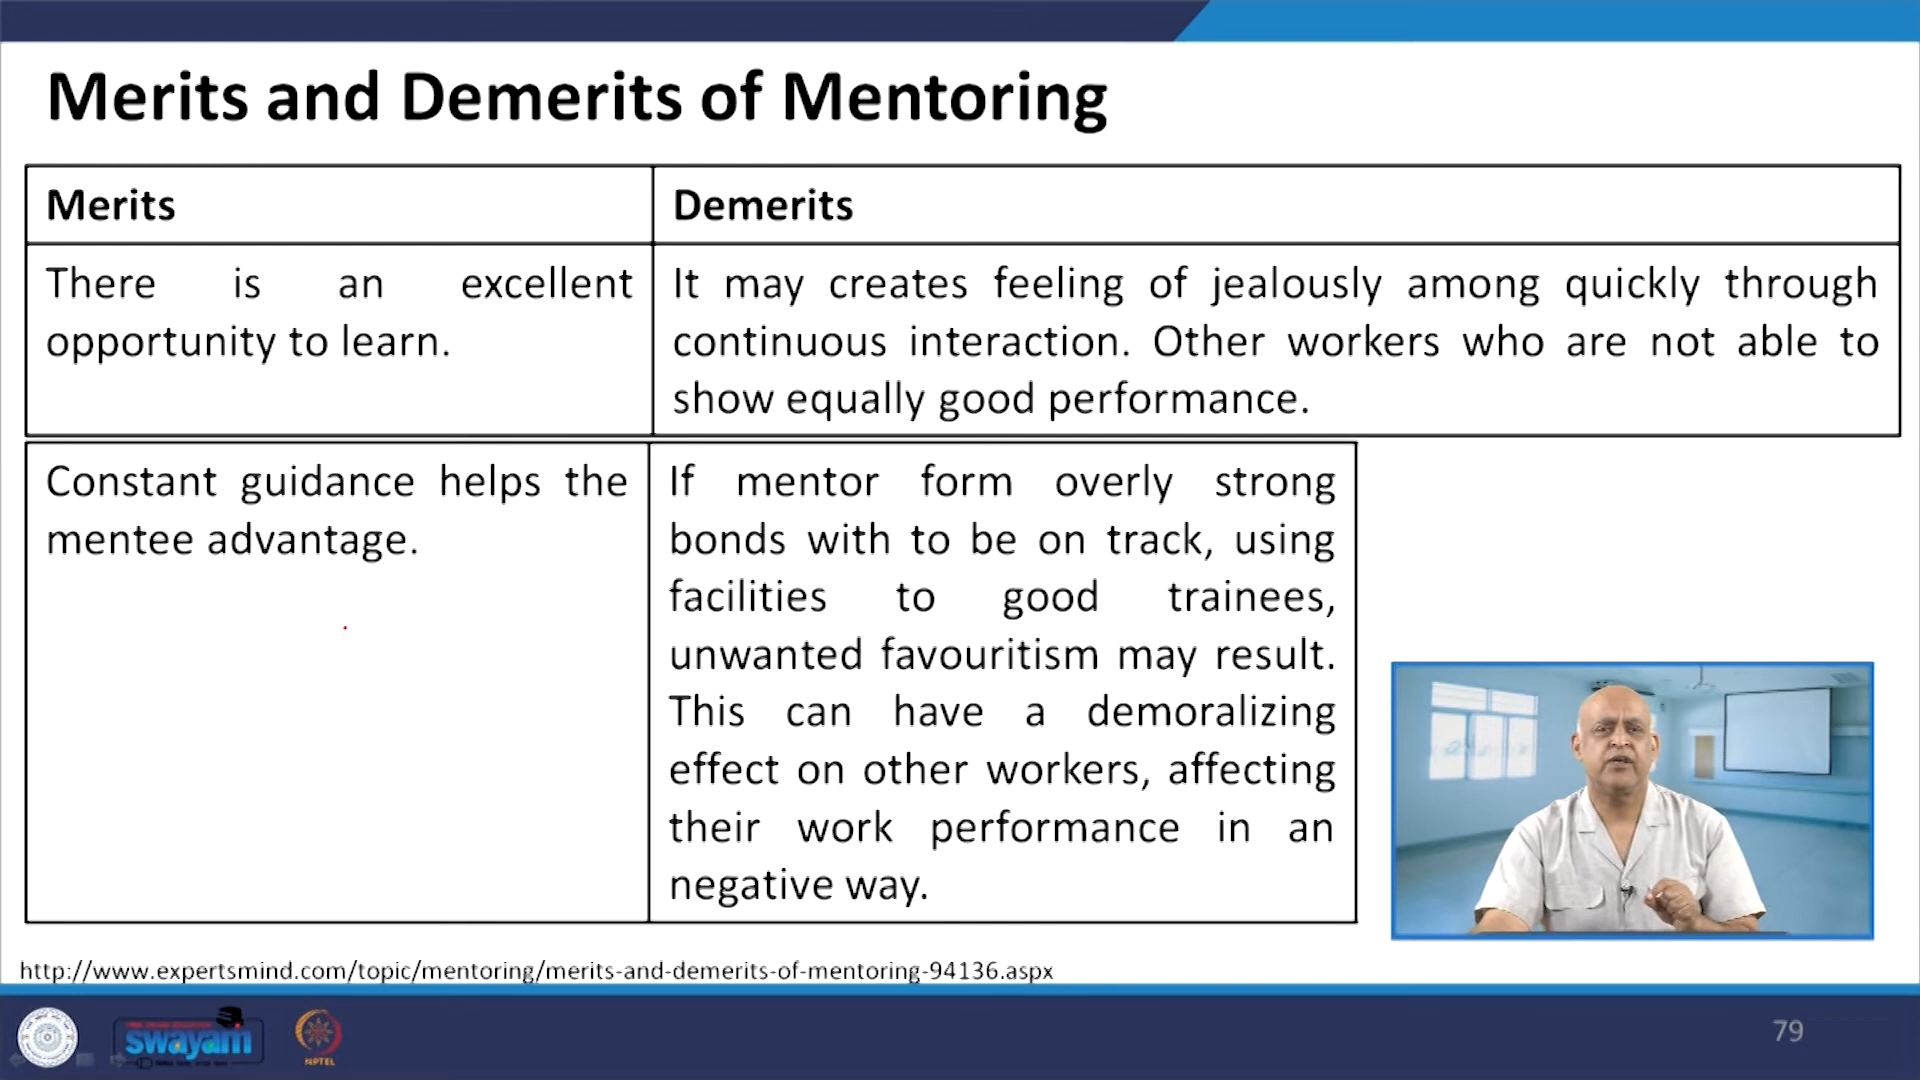 Merits and Demerits of Mentoring
Merits
Demerits
There is an excellent
opportunity to learn.
It may creates feeling of jealously among quickly through
continuous interaction. Other workers who are not able to
show equally good performance.
Constant guidance helps the
mentee advantage.
If mentor form overly strong
bonds with to be on track, using
facilities to good trainees,
unwanted favouritism may result.
This can have a demoralizing
effect on other workers, affecting
their work performance in an
negative way.
http://www.expertsmind.com/topic/mentoring/merits-and-demerits-of-mentoring-94136.aspx
swayam
NPTEL
79